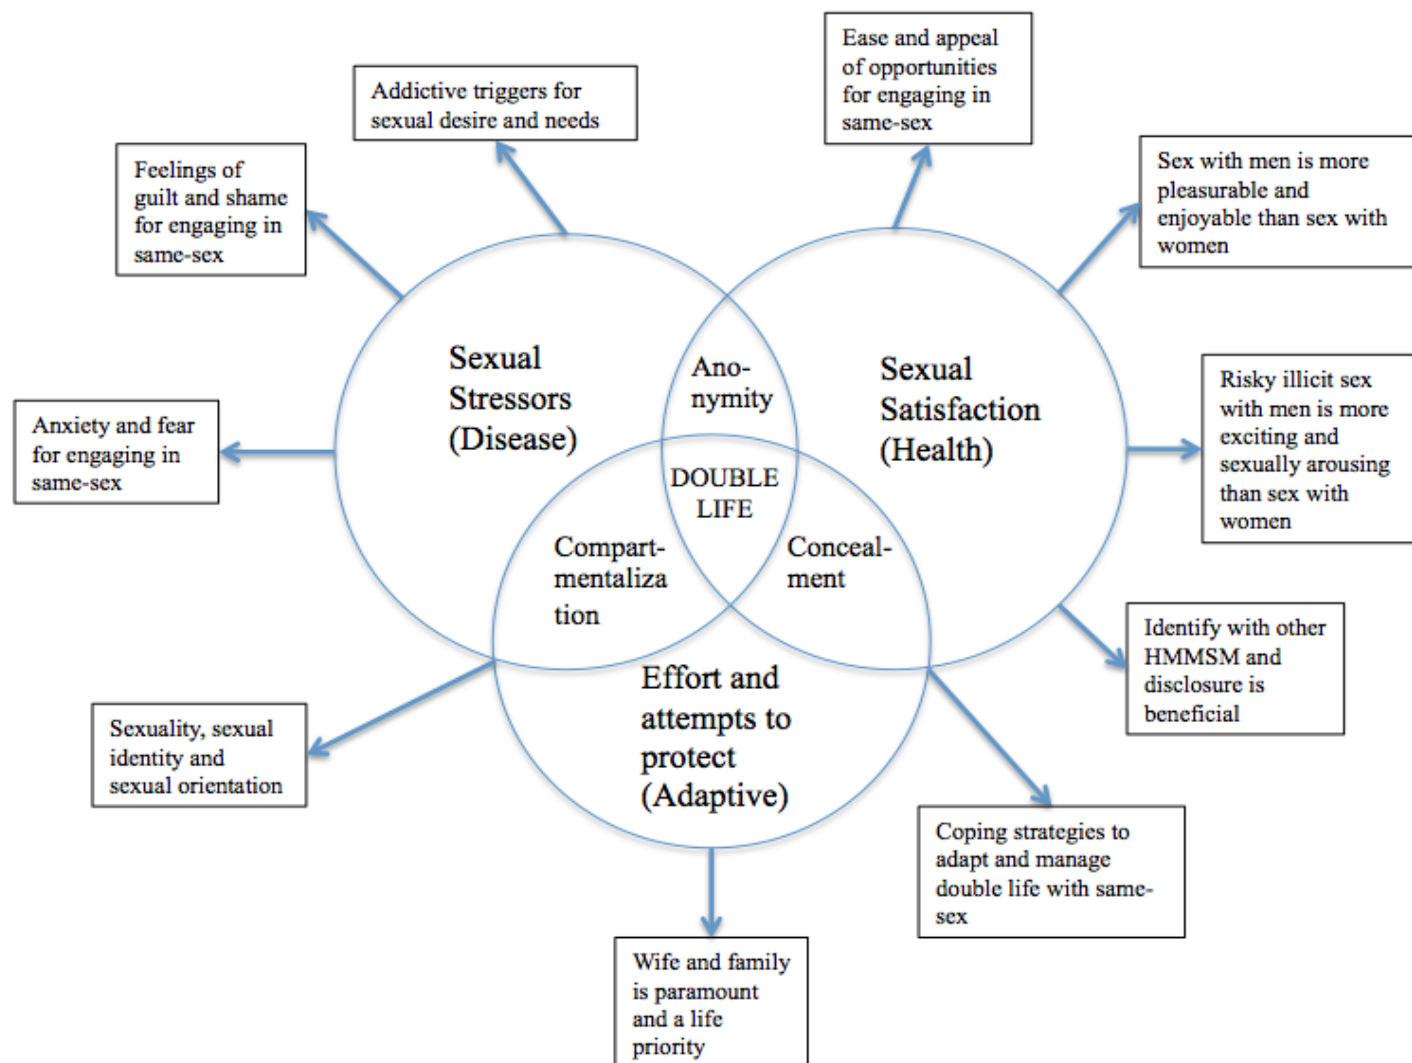 Ease and appeal
of opportunities
for engaging in
same-sex
Addictive triggers for
sexual desire and needs
Feelings of
guilt and shame
for engaging in
same-sex
Sex with men is more
pleasurable and
enjoyable than sex with
women
Sexual
Stressors
(Disease)
Ano-
nymity
Sexual
Satisfaction
(Health)
Risky illicit sex
with men is more
exciting and
sexually arousing
than sex with
women
Anxiety and fear
for engaging in
same-sex
DOUBLE
LIFE
Compart-
mentaliza
tion
Conceal-
ment
Identify with other
HMMSM and
disclosure is
beneficial
Effort and
attempts to
protect
(Adaptive)
Sexuality, sexual
identity and
sexual orientation
Coping strategies to
adapt and manage
double life with same-
sex
Wife and family
is paramount
and a life
priority